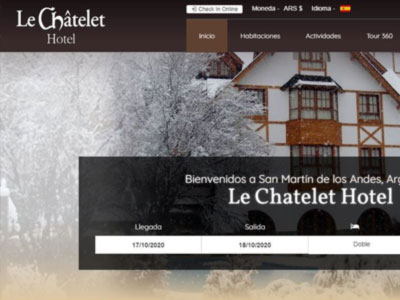 Le Châtelet
Hotel
Check in Online
Moneda - ARS $
Idioma -
Inicio
Habitaciones
Actividades
Tour 360
Bienvenidos a San Martín de los Andes, Arg
Le Chatelet Hotel
Llegada
Salida
17/10/2020
18/10/2020
Doble